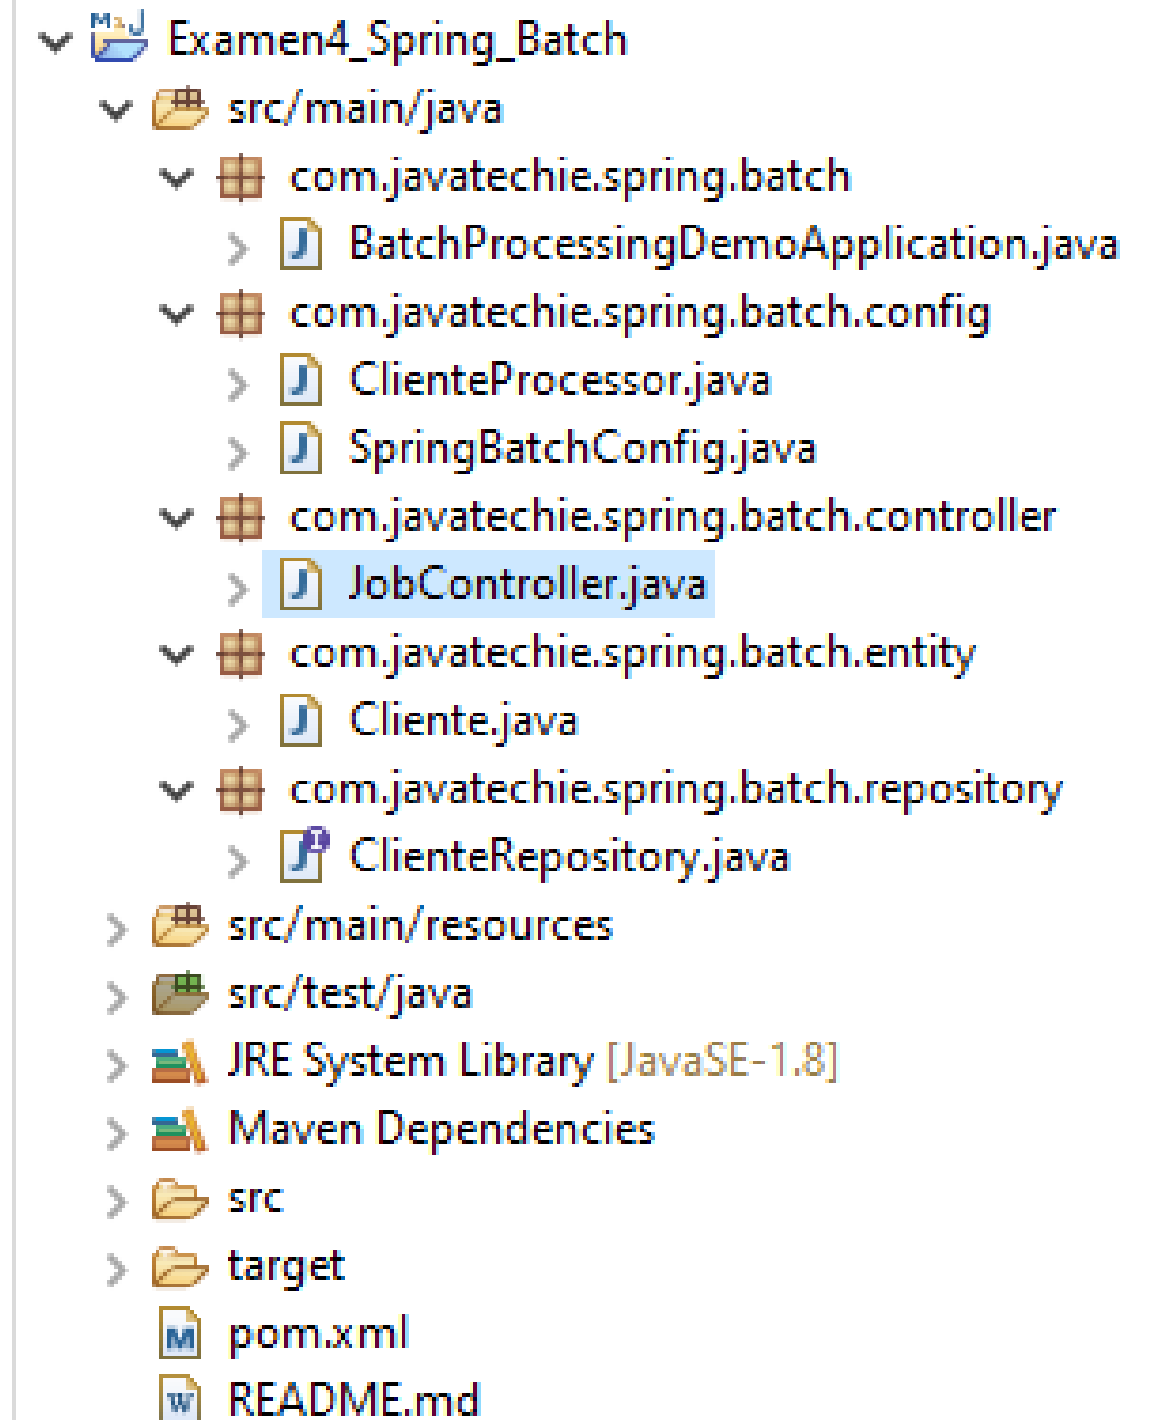 Examen4_Spring_Batch
src/main/java
com.javatechie.spring.batch
BatchProcessingDemoApplication.java
com.javatechie.spring.batch.config
ClienteProcessor.java
SpringBatchConfig.java
com.javatechie.spring.batch.controller
JobController.java
com.javatechie.spring.batch.entity
Cliente.java
com.javatechie.spring.batch.repository
ClienteRepository.java
src/main/resources
src/test/java
JRE System Library [JavaSE-1.8]
Maven Dependencies
src
target
pom.xml
README.md